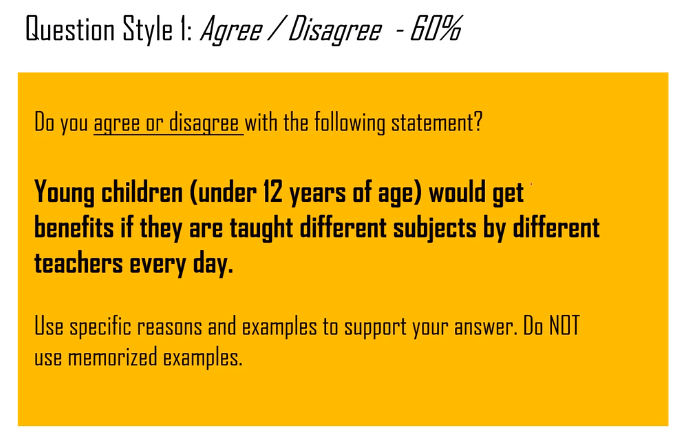 Question Style 1: Agree / Disagree - 60%
Do you agree or disagree with the following statement?
Young children (under 12 years of age) would get
benefits if they are taught different subjects by different
teachers every day.
Use specific reasons and examples to support your answer. Do NOT
use memorized examples.